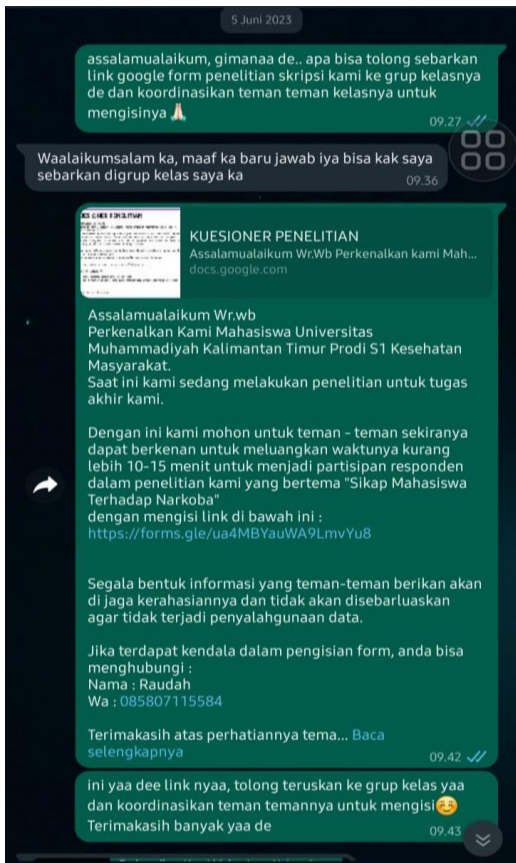 5 Juni 2023
assalamualaikum, gimanaa de.. apa bisa tolong sebarkan
link google form penelitian skripsi kami ke grup kelasnya
de dan koordinasikan teman teman kelasnya untuk
mengisinya 🙏🏻
09.27
Waalaikumsalam ka, maaf ka baru jawab iya bisa kak saya
sebarkan digrup kelas saya ka
09.36
KUESIONER PENELITIAN
Assalamualaikum Wr.Wb Perkenalkan kami Mah...
docs.google.com
Assalamualaikum Wr.wb
Perkenalkan Kami Mahasiswa Universitas
Muhammadiyah Kalimantan Timur Prodi S1 Kesehatan
Masyarakat.
Saat ini kami sedang melakukan penelitian untuk tugas
akhir kami.
Dengan ini kami mohon untuk teman - teman sekiranya
dapat berkenan untuk meluangkan waktunya kurang
lebih 10-15 menit untuk menjadi partisipan responden
dalam penelitian kami yang bertema "Sikap Mahasiswa
Terhadap Narkoba"
dengan mengisi link di bawah ini :
https://forms.gle/ua4MBYauWA9LmvYu8
Segala bentuk informasi yang teman-teman berikan akan
di jaga kerahasiannya dan tidak akan disebarluaskan
agar tidak terjadi penyalahgunaan data.
Jika terdapat kendala dalam pengisian form, anda bisa
menghubungi :
Nama : Raudah
Wa : 085807115584
Terimakasih atas perhatiannya tema... Baca
selengkapnya
09.42
ini yaa dee link nyaa, tolong teruskan ke grup kelas yaa
dan koordinasikan teman temannya untuk mengisi☺️
Terimakasih banyak yaa de
09.43